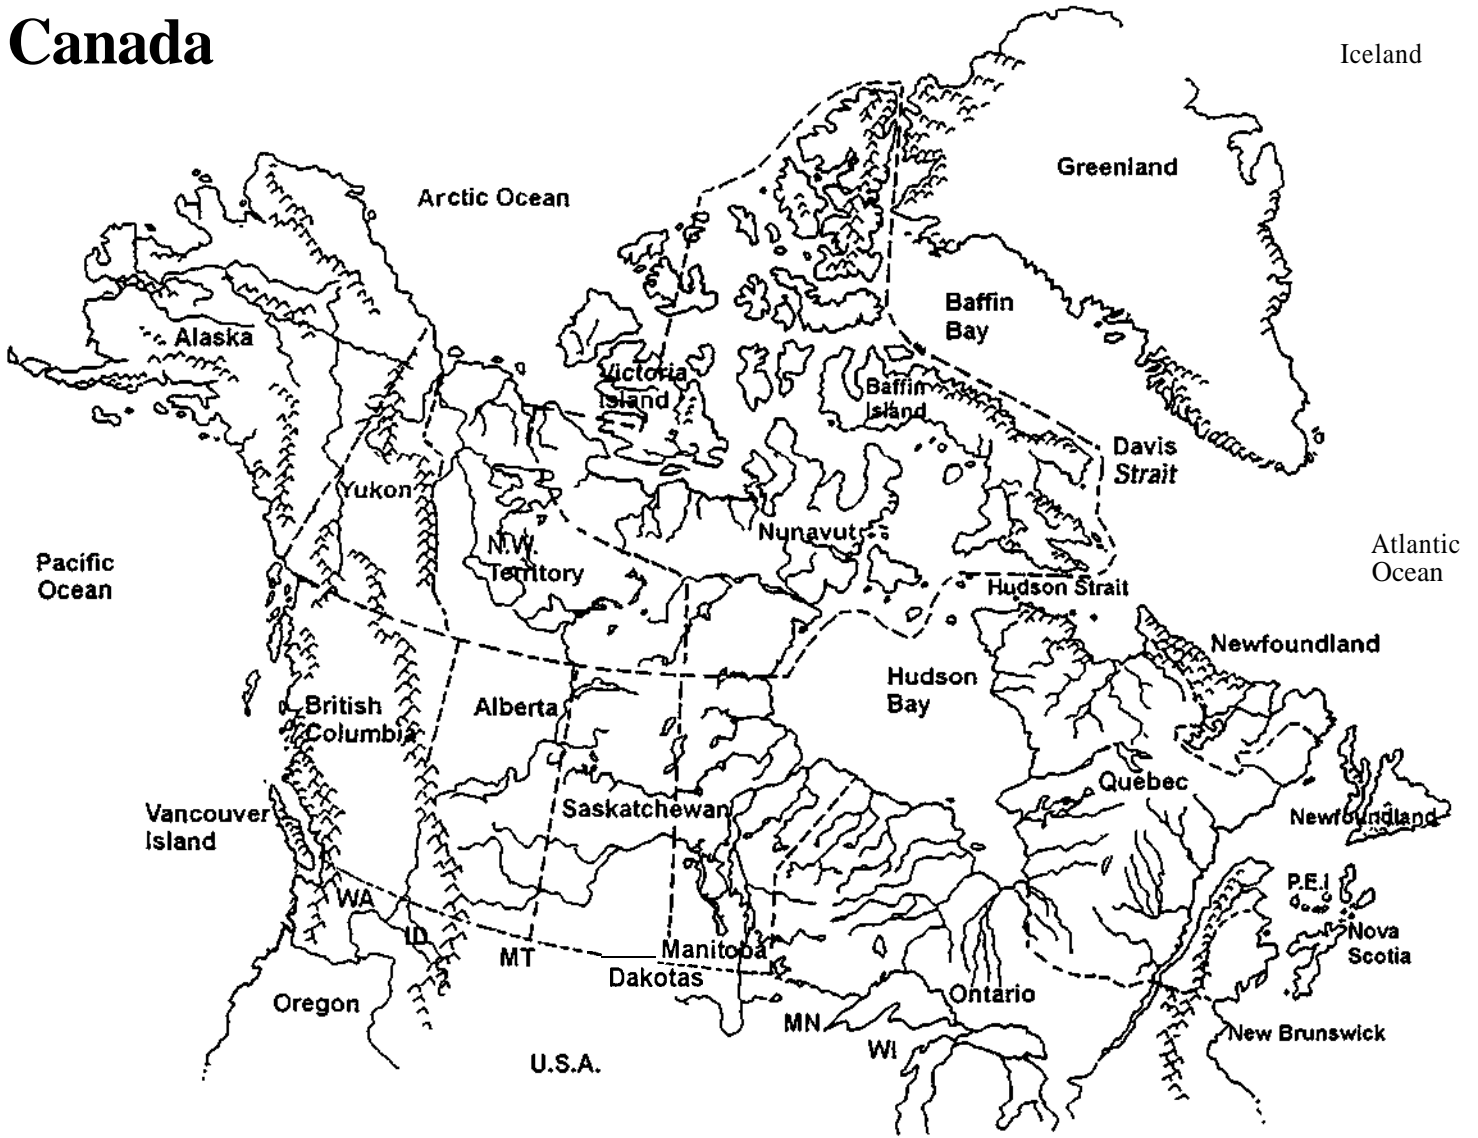 Canada
Iceland
Greenland
Arctic Ocean
Baffin
Bay
Alaska
Victoria
Island
Baffin
Island
Davis
Strait
Yukon
Nunavut
N.W.
Territory
Pacific
Ocean
Atlantic
Ocean
Hudson Strait
Newfoundland
Hudson
Bay
British
Columbia
Alberta
Quebec
Vancouver
Island
Saskatchewan
Newfoundland
P.E.I
WA
ID
MT
Manitoba
Dakotas
Nova
Scotia
Oregon
Ontario
MN
WI
New Brunswick
U.S.A.